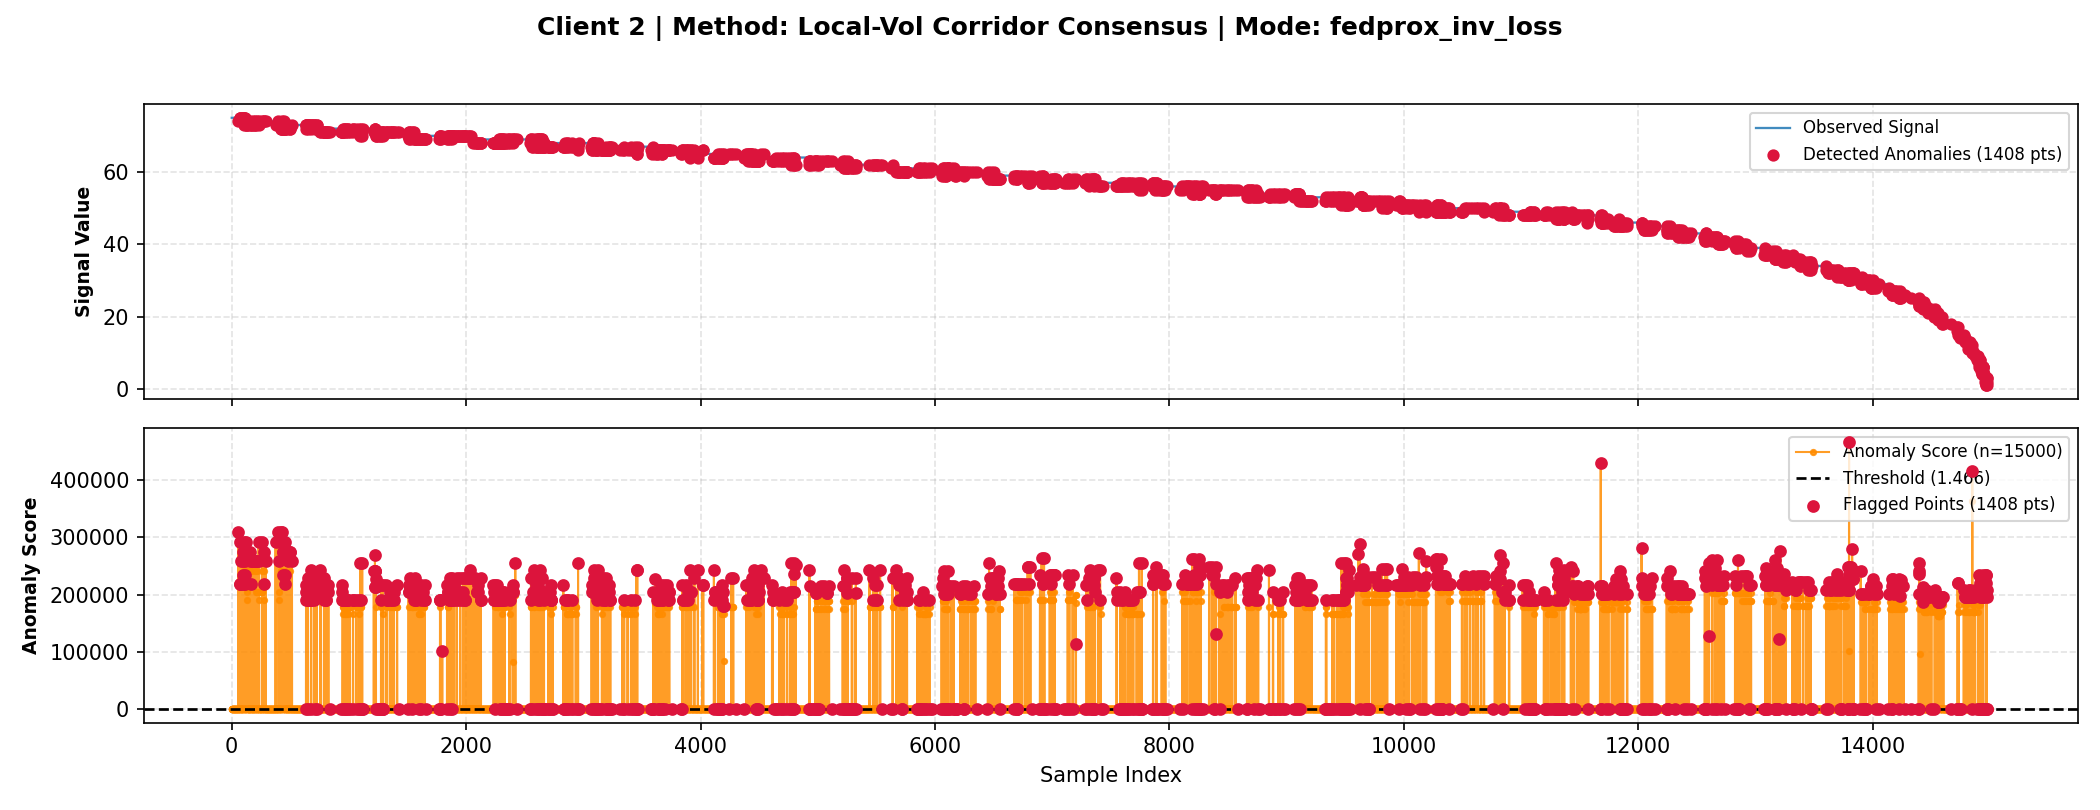 Client 2 | Method: Local-Vol Corridor Consensus | Mode: fedprox_inv_loss
Signal Value
60
40
20
0
Observed Signal
Detected Anomalies (1408 pts)
Anomaly Score
400000
300000
200000
100000
0
Anomaly Score (n=15000)
Threshold (1.466)
Flagged Points (1408 pts)
0 2000 4000 6000 8000 10000 12000 14000
Sample Index